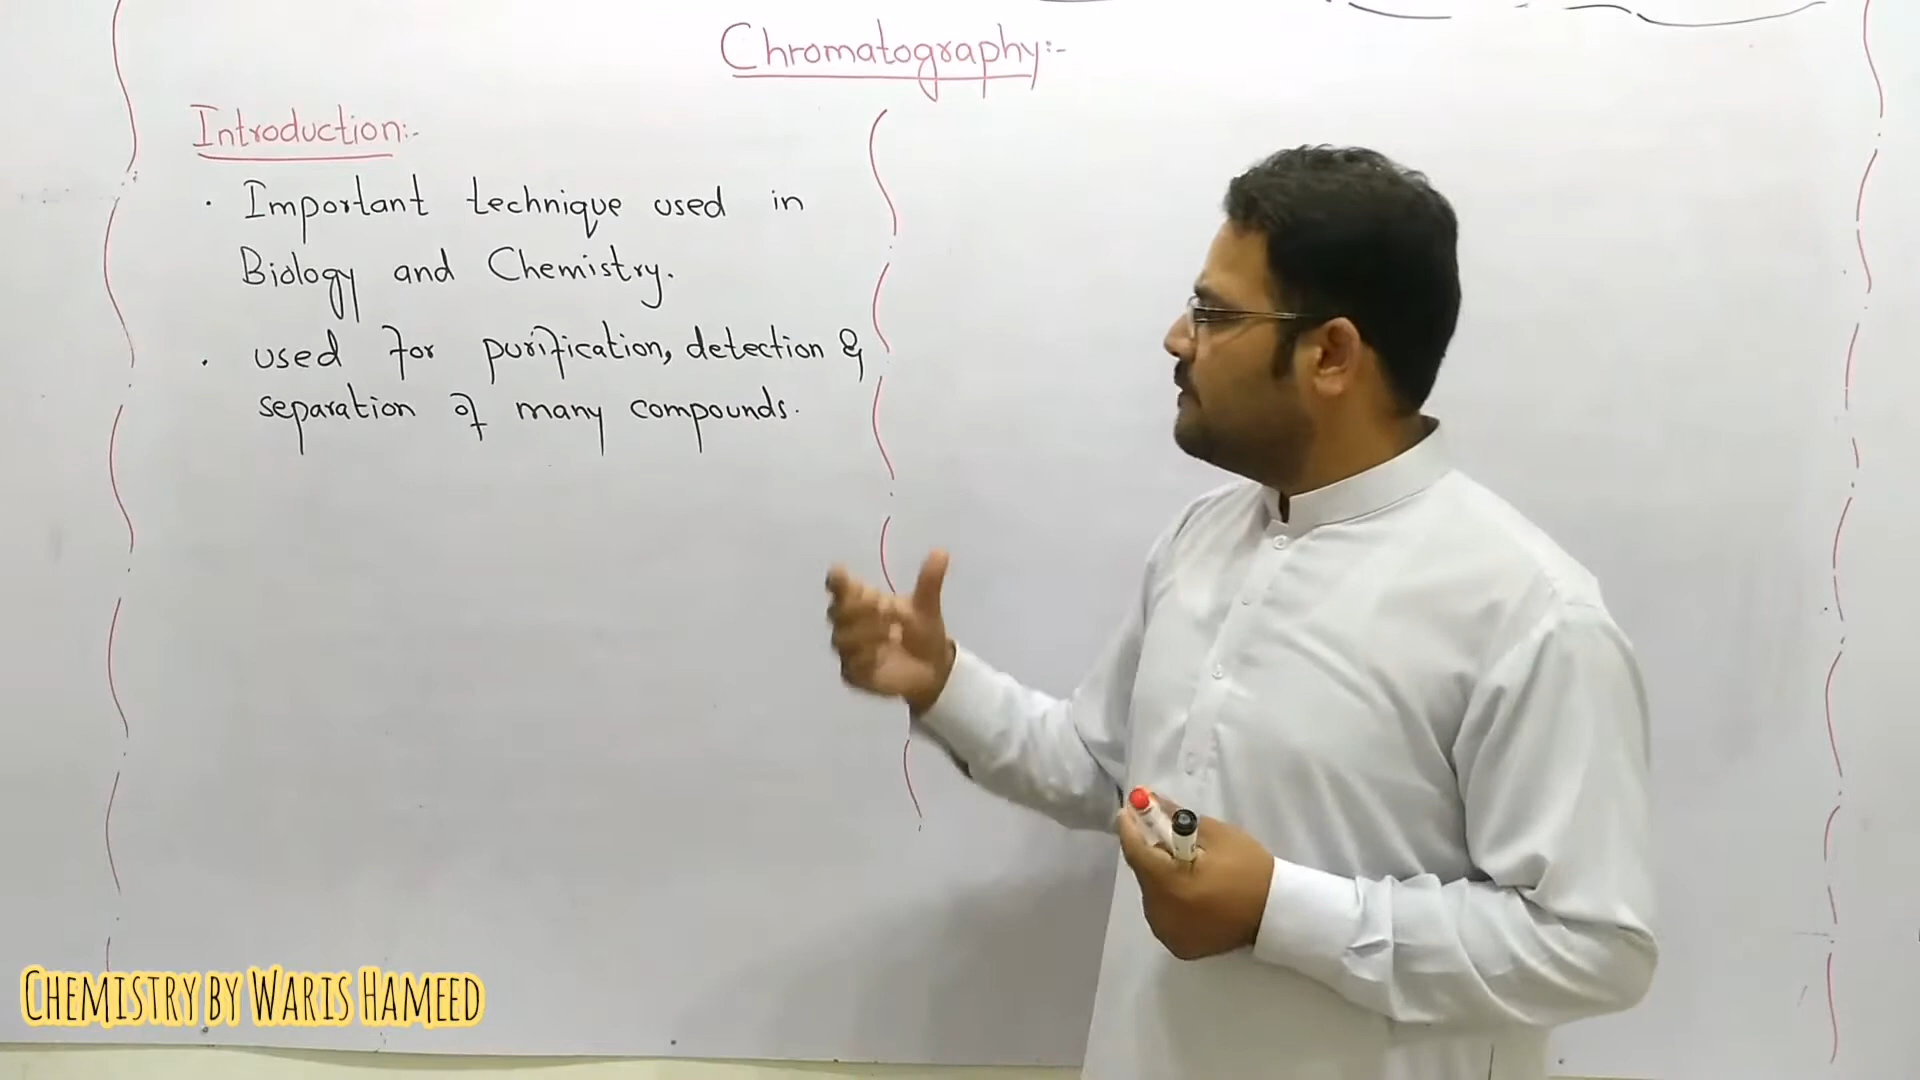 Chromatography:-
Introduction:-
· Important technique used in
Biology and Chemistry.
· used for purification, detection &
separation of many compounds.
Chemistry by Waris Hameed